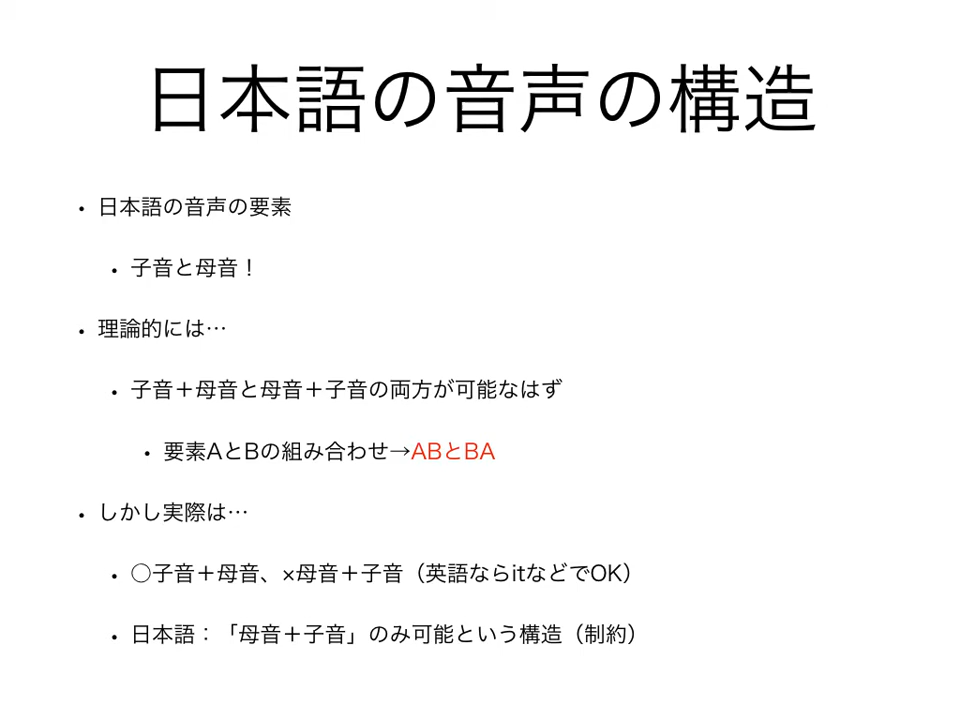 日本語の音声の構造
・日本語の音声の要素
・子音と母音！
・理論的には…
・子音＋母音と母音＋子音の両方が可能なはず
・要素AとBの組み合わせ→ABとBA
・しかし実際は…
・○子音＋母音、×母音＋子音（英語ならitなどでOK）
・日本語：「母音＋子音」のみ可能という構造（制約）